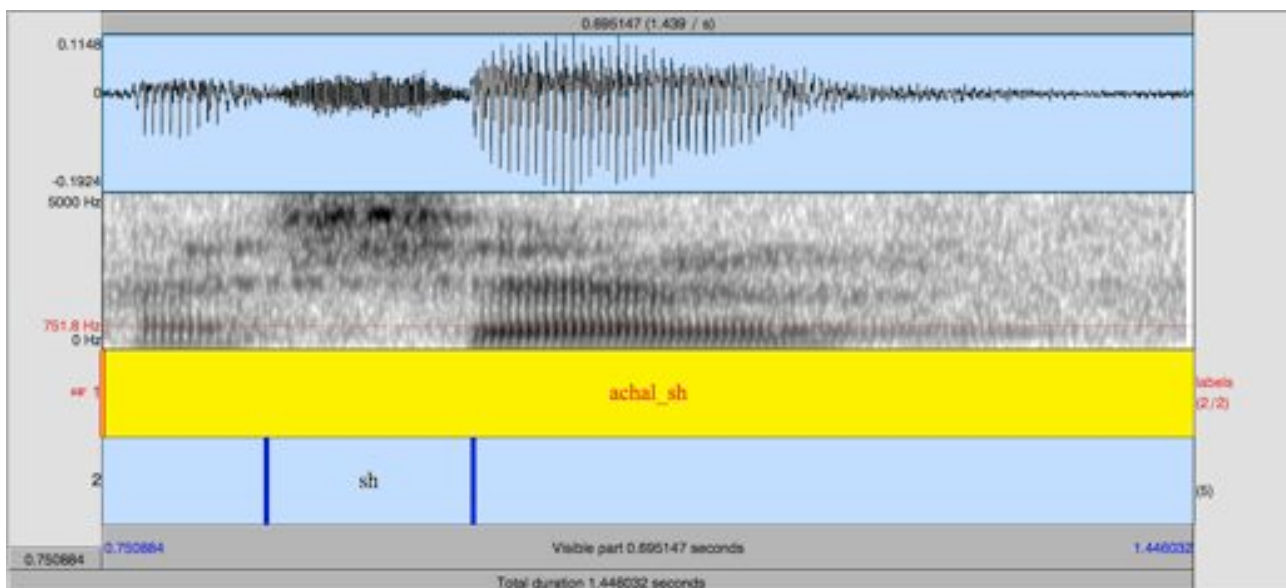 0.695147 (1.439 / s)
0.1148
0
-0.1924
5000 Hz
751.8 Hz
0 Hz
1
achal_sh
labels
(2/2)
2
sh
(5)
0.750884
0.750884
Visible part 0.695147 seconds
1.446032
Total duration 1.446032 seconds